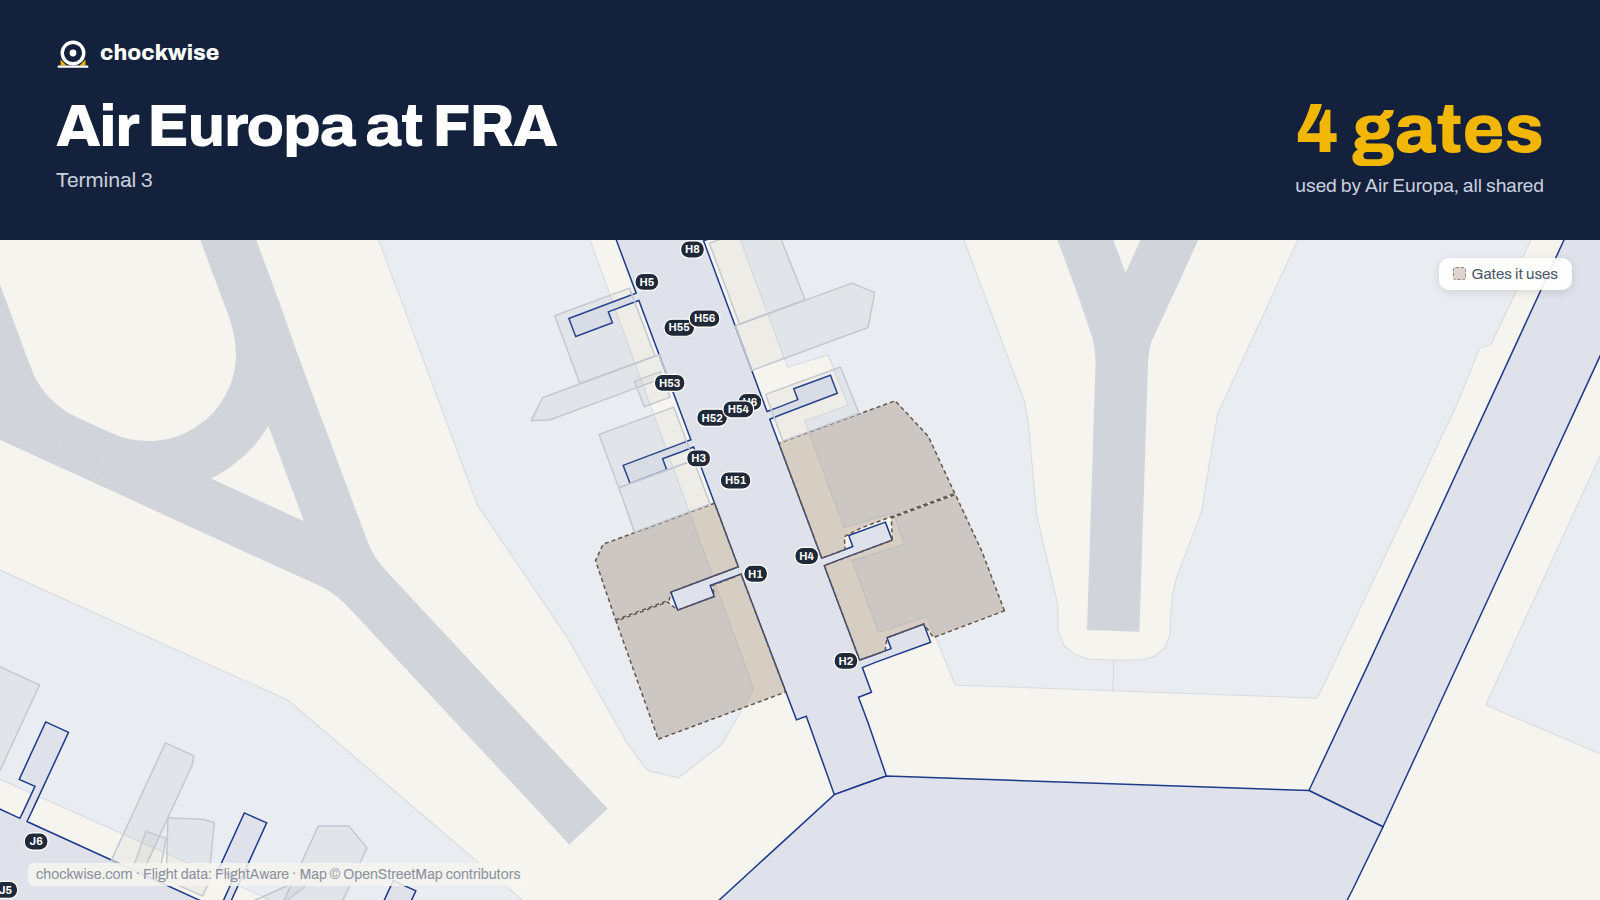 chockwise
Air Europa at FRA
Terminal 3
4 gates
used by Air Europa, all shared
Gates it uses
H8
H5
H56
H55
H53
H6
H54
H52
H3
H51
H4
H1
H2
J6
J5
chockwise.com · Flight data: FlightAware · Map © OpenStreetMap contributors